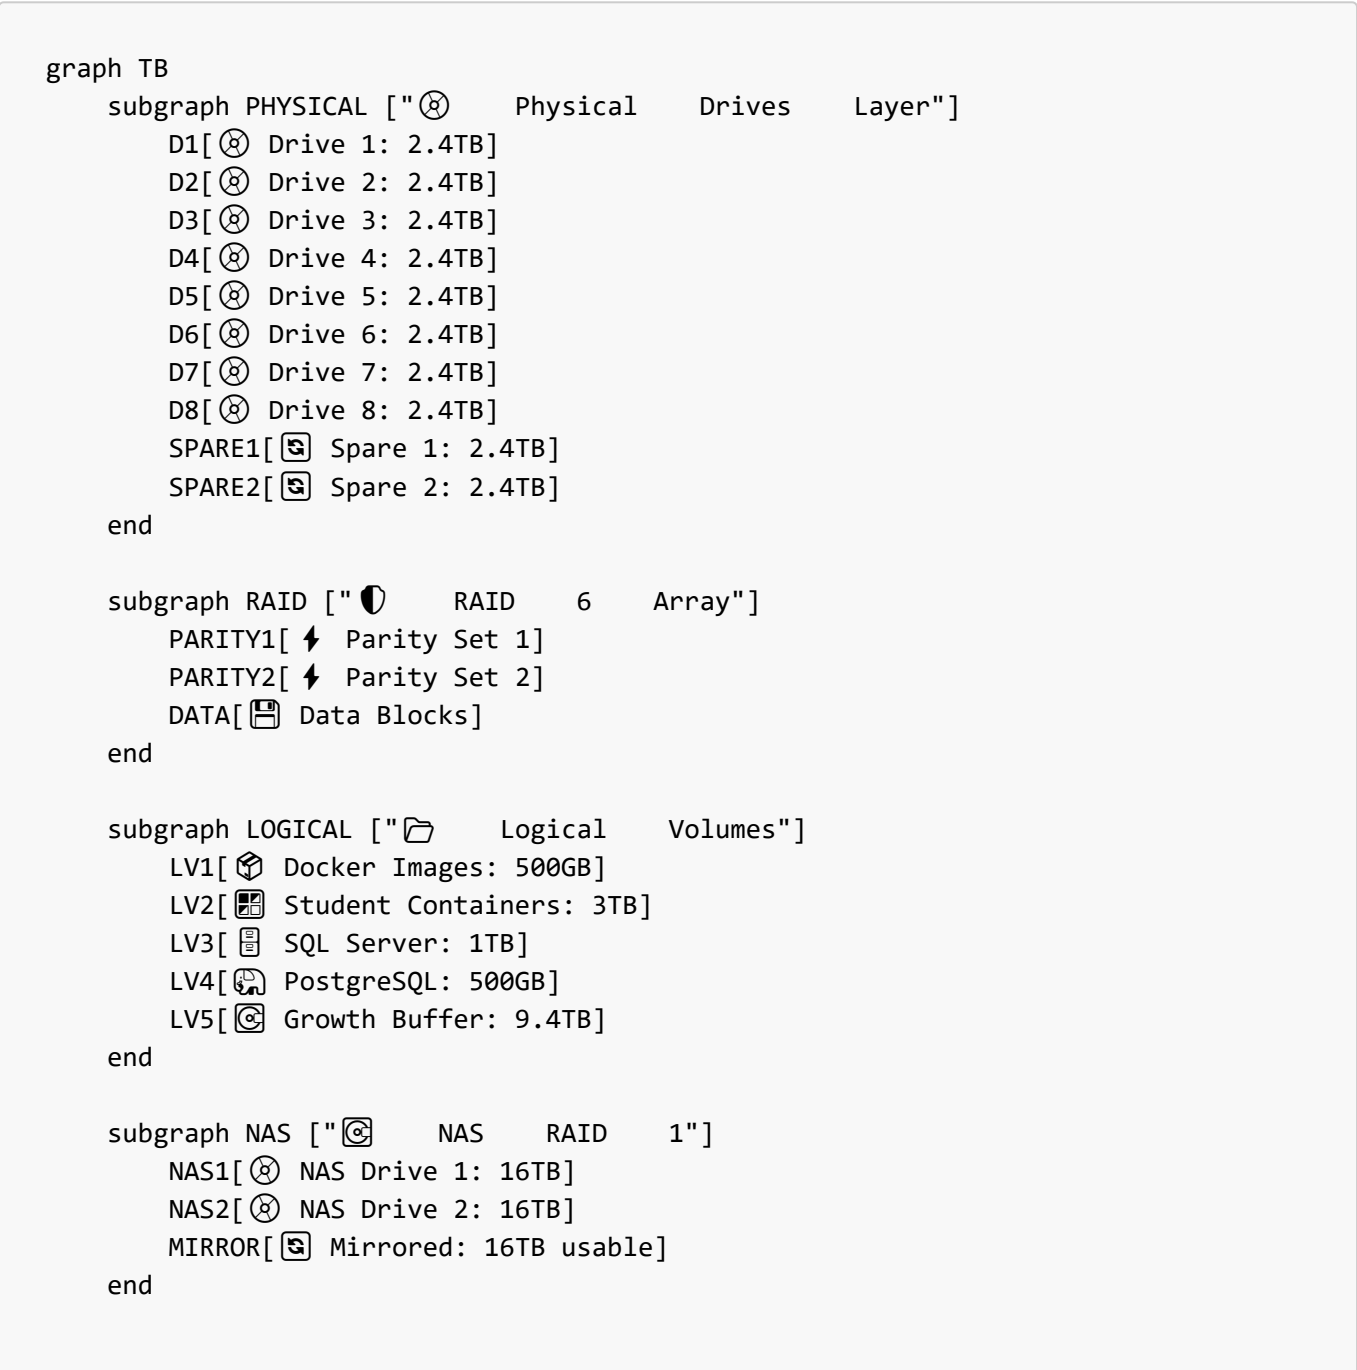 graph TB
    subgraph PHYSICAL ["💿    Physical    Drives    Layer"]
        D1[💿 Drive 1: 2.4TB]
        D2[💿 Drive 2: 2.4TB]
        D3[💿 Drive 3: 2.4TB]
        D4[💿 Drive 4: 2.4TB]
        D5[💿 Drive 5: 2.4TB]
        D6[💿 Drive 6: 2.4TB]
        D7[💿 Drive 7: 2.4TB]
        D8[💿 Drive 8: 2.4TB]
        SPARE1[🔄 Spare 1: 2.4TB]
        SPARE2[🔄 Spare 2: 2.4TB]
    end

    subgraph RAID ["🛡    RAID    6    Array"]
        PARITY1[⚡ Parity Set 1]
        PARITY2[⚡ Parity Set 2]
        DATA[💾 Data Blocks]
    end

    subgraph LOGICAL ["📂    Logical    Volumes"]
        LV1[📦 Docker Images: 500GB]
        LV2[🪟 Student Containers: 3TB]
        LV3[🗄 SQL Server: 1TB]
        LV4[🐘 PostgreSQL: 500GB]
        LV5[💽 Growth Buffer: 9.4TB]
    end

    subgraph NAS ["💽    NAS    RAID    1"]
        NAS1[💿 NAS Drive 1: 16TB]
        NAS2[💿 NAS Drive 2: 16TB]
        MIRROR[🔄 Mirrored: 16TB usable]
    end